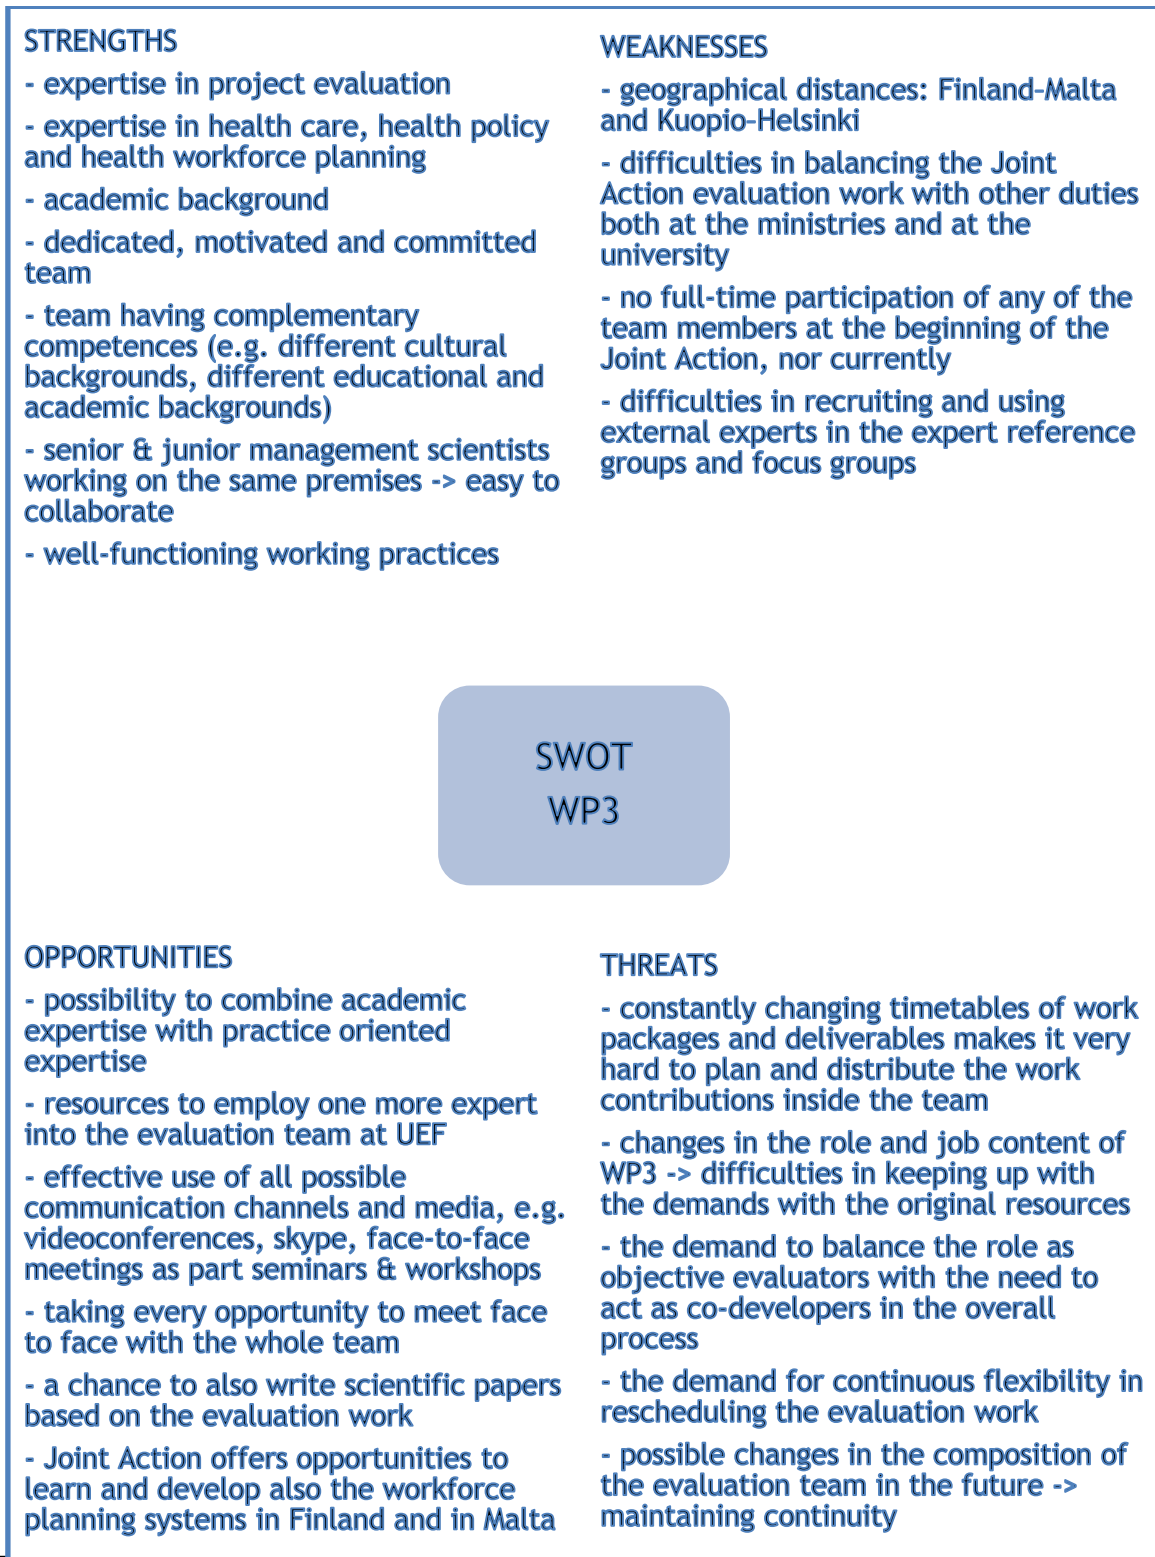 STRENGTHS
- expertise in project evaluation
- expertise in health care, health policy
and health workforce planning
- academic background
- dedicated, motivated and committed
team
- team having complementary
competences (e.g. different cultural
backgrounds, different educational and
academic backgrounds)
- senior & junior management scientists
working on the same premises -> easy to
collaborate
- well-functioning working practices
WEAKNESSES
- geographical distances: Finland-Malta
and Kuopio-Helsinki
- difficulties in balancing the Joint
Action evaluation work with other duties
both at the ministries and at the
university
- no full-time participation of any of the
team members at the beginning of the
Joint Action, nor currently
- difficulties in recruiting and using
external experts in the expert reference
groups and focus groups
SWOT
WP3
OPPORTUNITIES
- possibility to combine academic
expertise with practice oriented
expertise
- resources to employ one more expert
into the evaluation team at UEF
- effective use of all possible
communication channels and media, e.g.
videoconferences, skype, face-to-face
meetings as part seminars & workshops
- taking every opportunity to meet face
to face with the whole team
- a chance to also write scientific papers
based on the evaluation work
- Joint Action offers opportunities to
learn and develop also the workforce
planning systems in Finland and in Malta
THREATS
- constantly changing timetables of work
packages and deliverables makes it very
hard to plan and distribute the work
contributions inside the team
- changes in the role and job content of
WP3 -> difficulties in keeping up with
the demands with the original resources
- the demand to balance the role as
objective evaluators with the need to
act as co-developers in the overall
process
- the demand for continuous flexibility in
rescheduling the evaluation work
- possible changes in the composition of
the evaluation team in the future ->
maintaining continuity